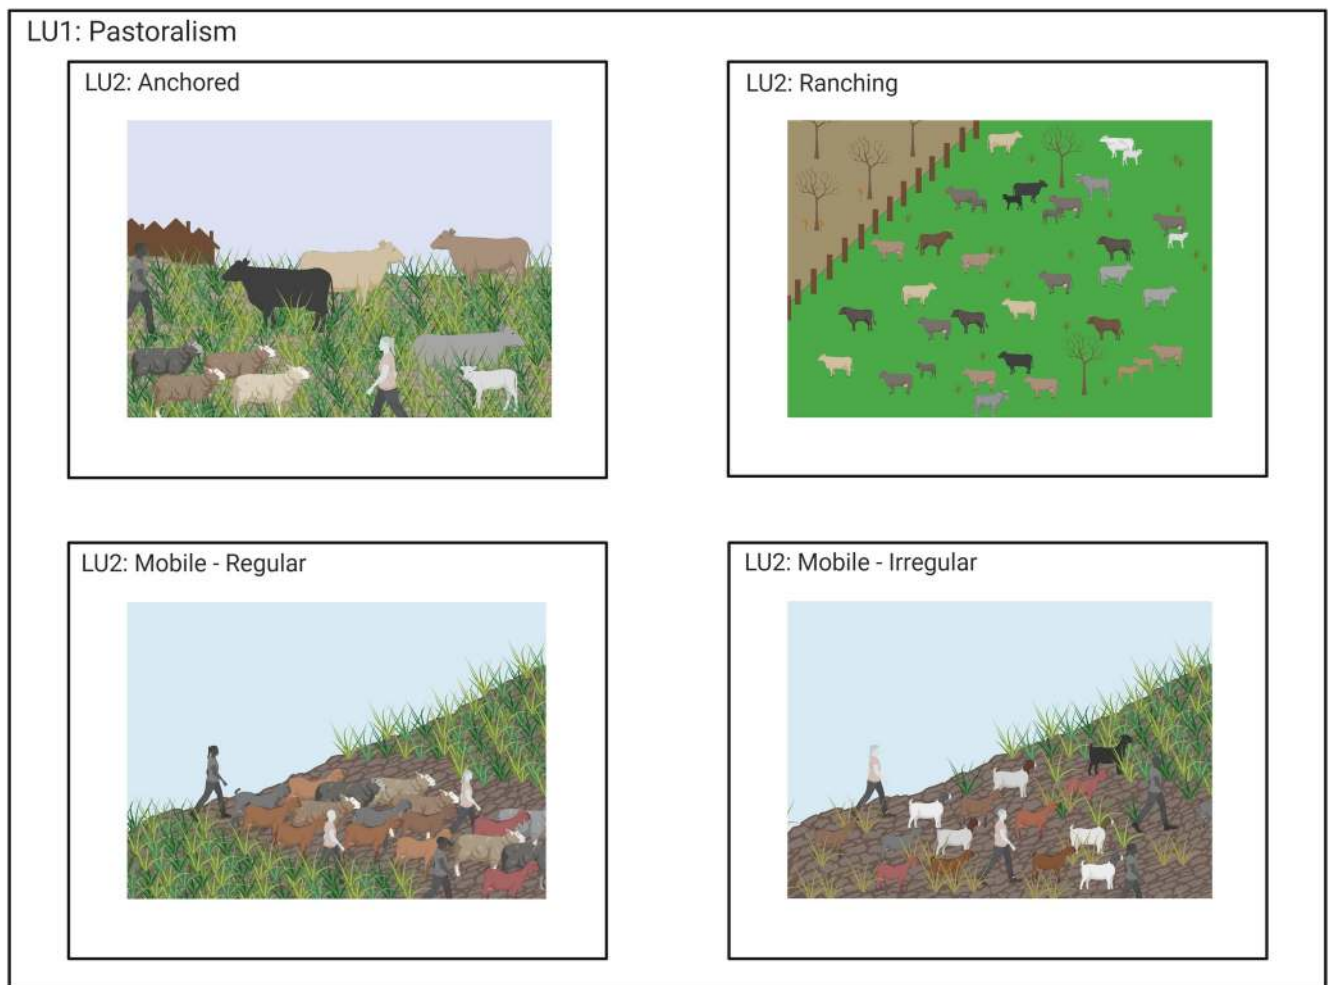 LU1: Pastoralism
LU2: Anchored
LU2: Ranching
LU2: Mobile - Regular
LU2: Mobile - Irregular